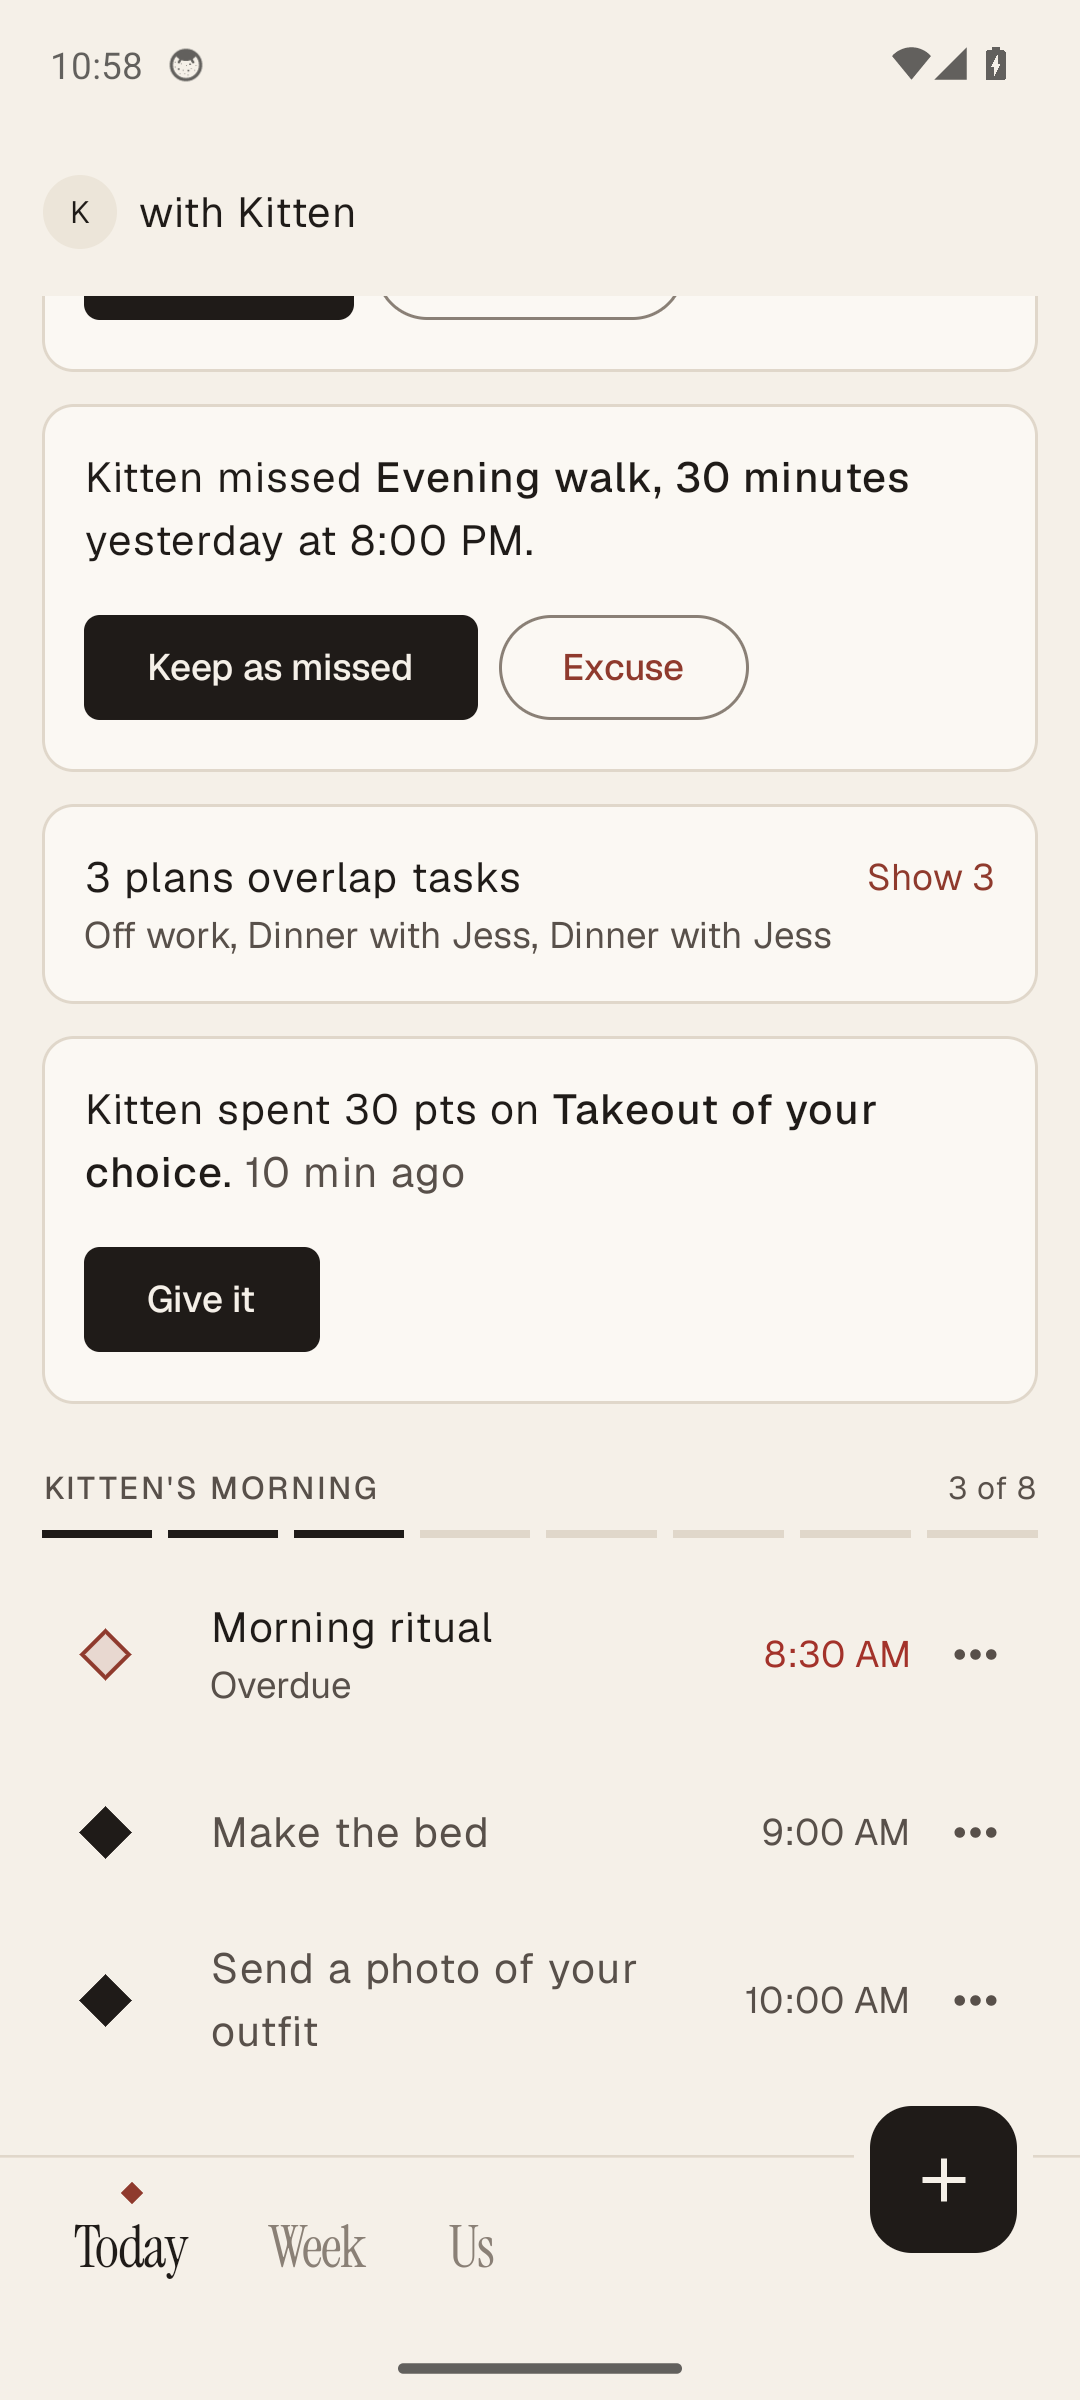 10:58
K
with Kitten
Kitten missed Evening walk, 30 minutes
yesterday at 8:00 PM.
Keep as missed
Excuse
3 plans overlap tasks
Show 3
Off work, Dinner with Jess, Dinner with Jess
Kitten spent 30 pts on Takeout of your
choice. 10 min ago
Give it
KITTEN'S MORNING
3 of 8
Morning ritual
Overdue
8:30 AM
Make the bed
9:00 AM
Send a photo of your
outfit
10:00 AM
Today
Week
Us